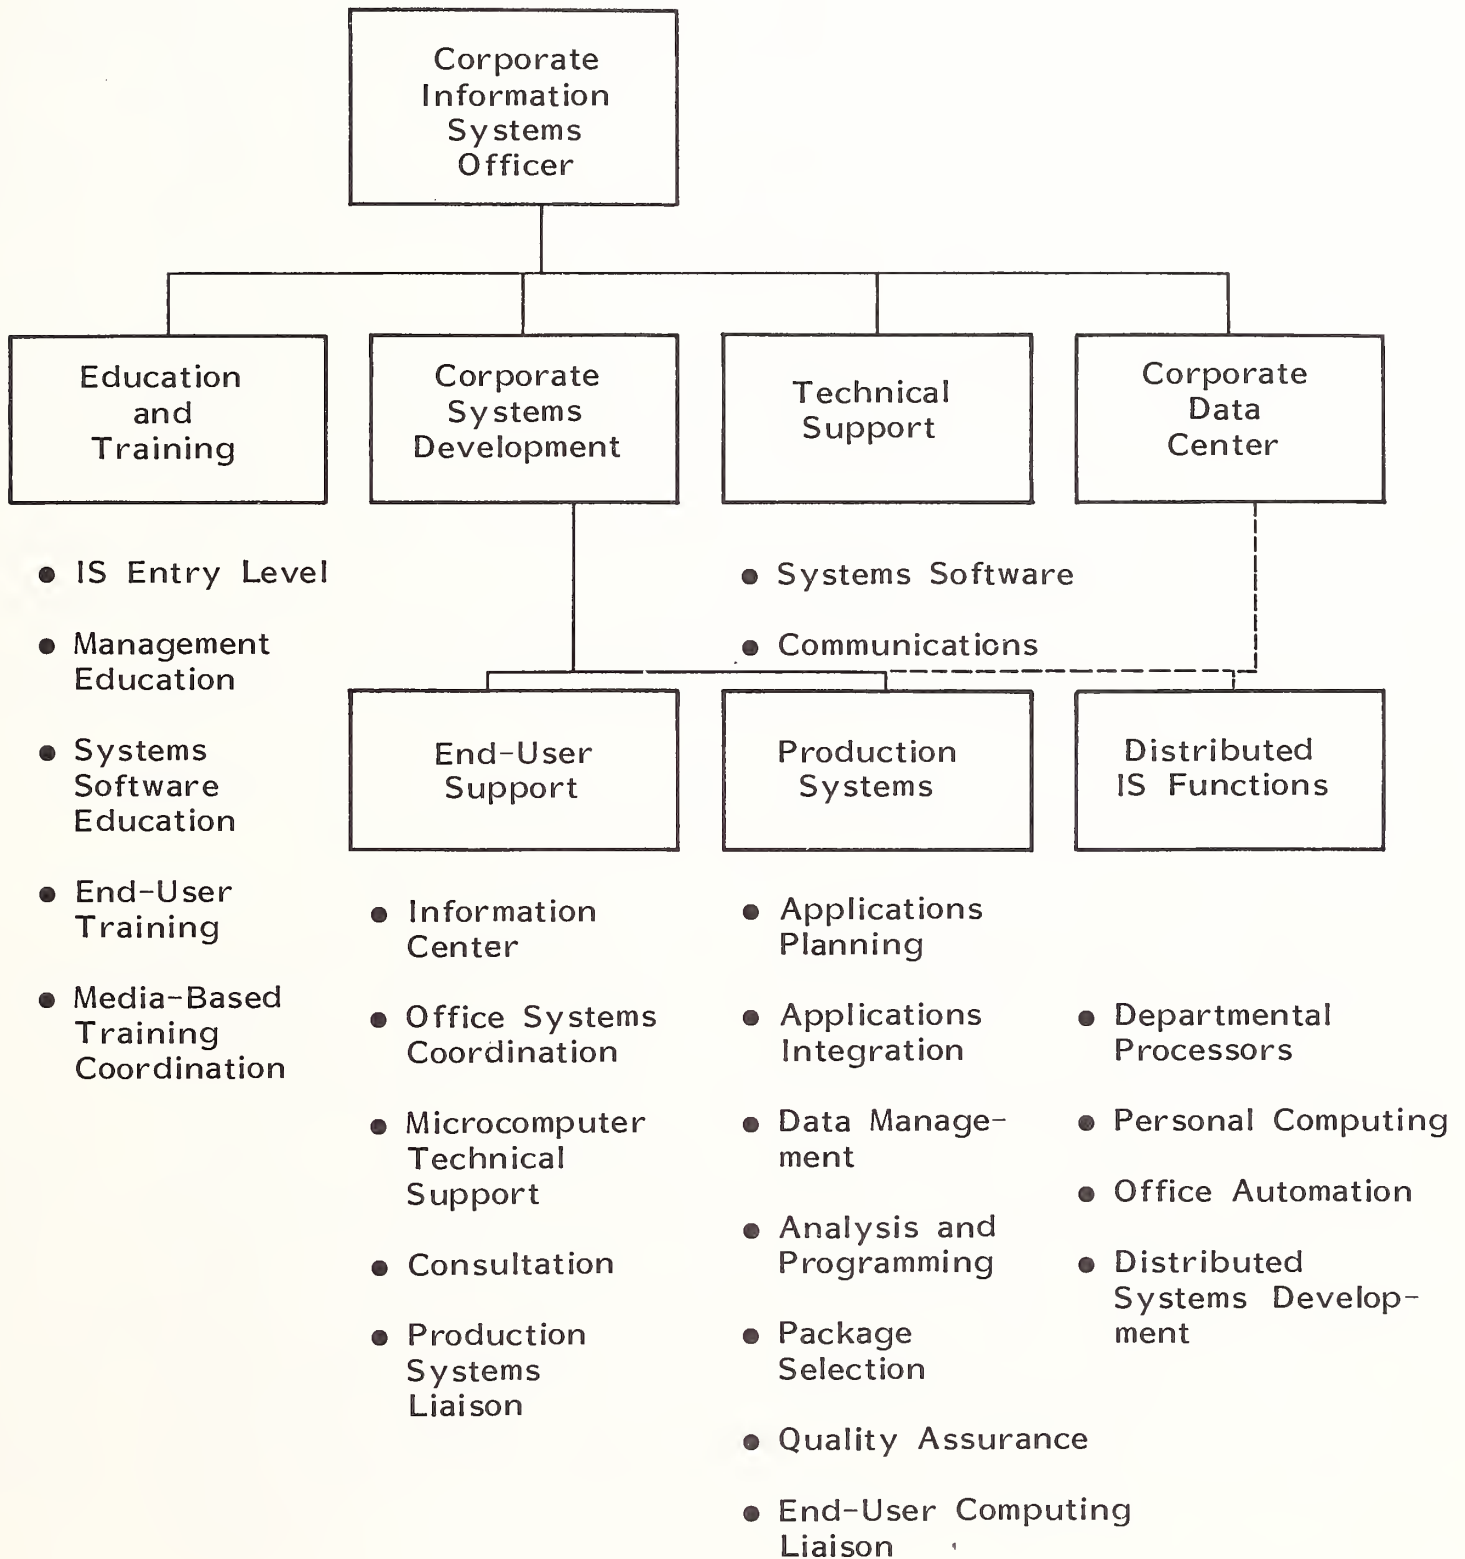 Corporate
Information
Systems
Officer
Education
and
Training
Corporate
Systems
Development
Technical
Support
Corporate
Data
Center
• IS Entry Level
• Management
Education
• Systems
Software
Education
• End-User
Training
• Media-Based
Training
Coordination
• Systems Software
• Communications
End-User
Support
Production
Systems
Distributed
IS Functions
• Information
Center
• Office Systems
Coordination
• Microcomputer
Technical
Support
• Consultation
• Production
Systems
Liaison
• Applications
Planning
• Applications
Integration
• Data Manage-
ment
• Analysis and
Programming
• Package
Selection
• Quality Assurance
• End-User Computing
Liaison
• Departmental
Processors
• Personal Computing
• Office Automation
• Distributed
Systems Develop-
ment